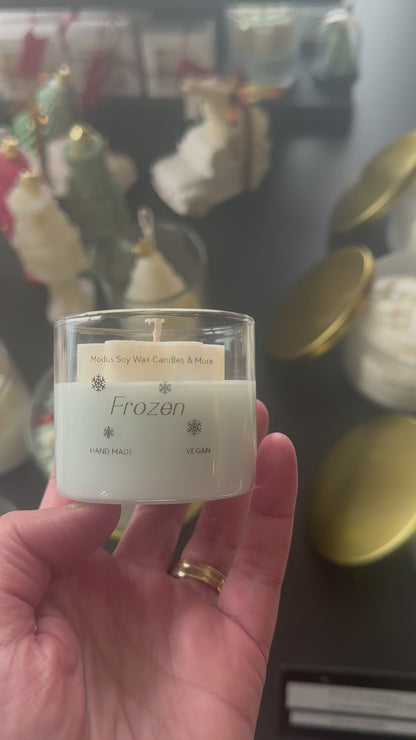 Modus Soy Wax Candles & More
Frozen
HAND MADE VEGAN